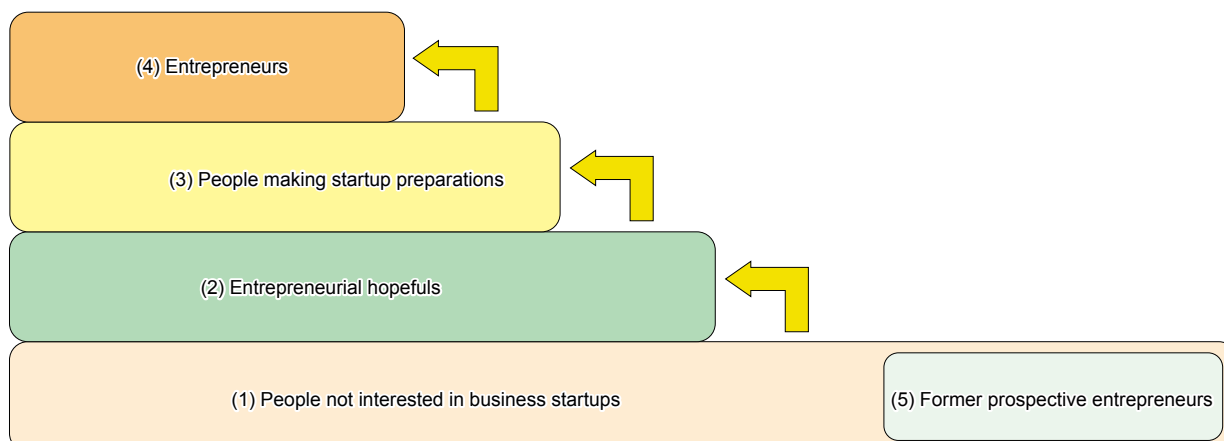 (4) Entrepreneurs
(3) People making startup preparations
(2) Entrepreneurial hopefuls
(1) People not interested in business startups
(5) Former prospective entrepreneurs